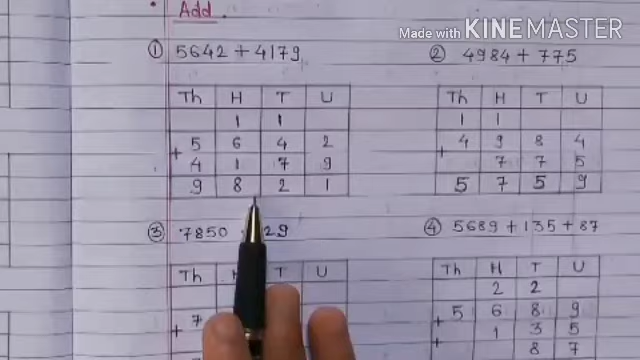 Add.
Made with KINEMASTER
① 5642 + 4179
② 4984 + 775
Th H T U
1 1
5 6 4 2
+ 4 1 7 9
9 8 2 1
Th H T U
1 1
4 9 8 4
+ 7 7 5
5 7 5 9
③ 7850 29
④ 5689 + 135 + 87
Th H T U
7
+
Th H T U
2 2
5 6 8 9
+ 1 3 5
+ 8 7